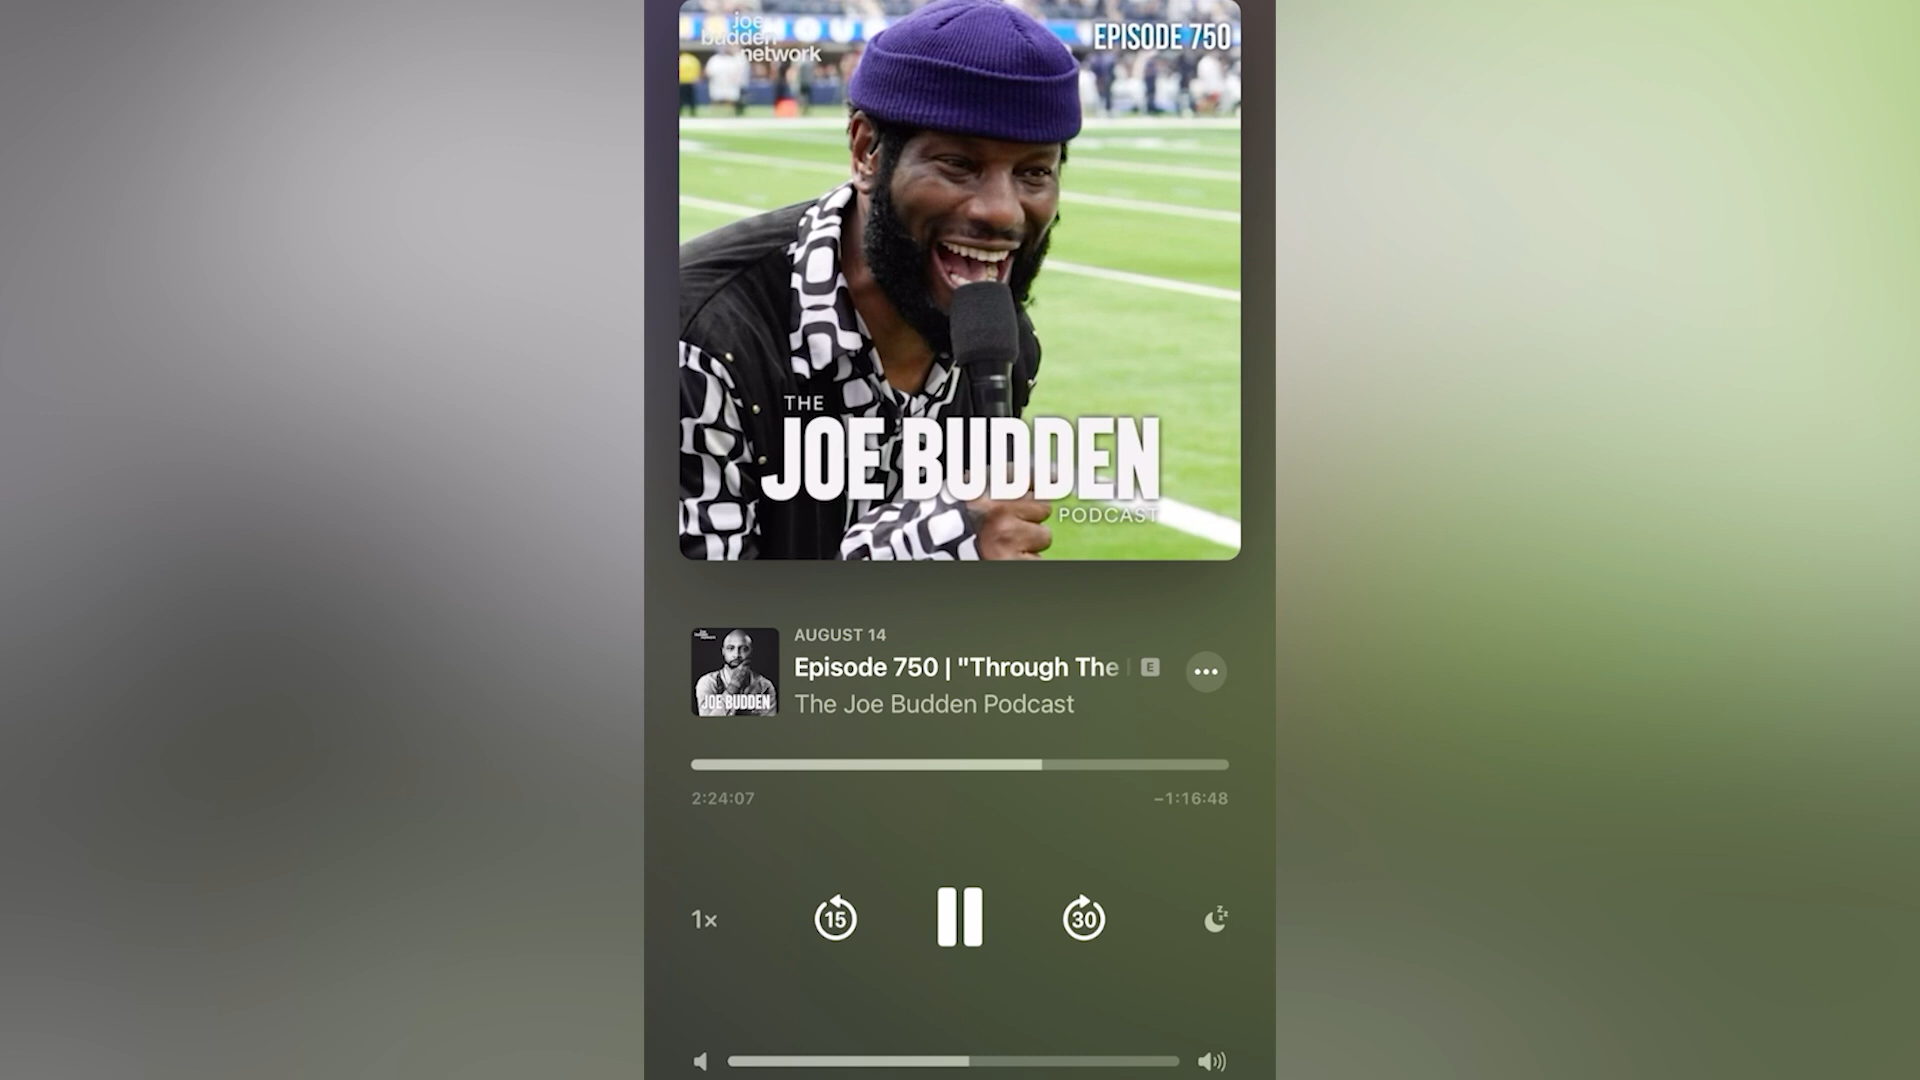 joe
budden
network
EPISODE 750
THE
JOE BUDDEN
PODCAST
AUGUST 14
Episode 750 | "Through The
E
The Joe Budden Podcast
JOE BUDDEN
2:24:07
-1:16:48
1×
15
30
zzz